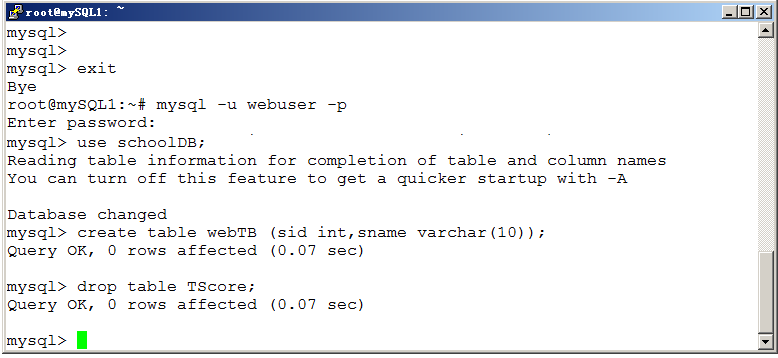 root@mySQL1: ~
mysql>
mysql>
mysql> exit
Bye
root@mySQL1:~# mysql -u webuser -p
Enter password:
mysql> use schoolDB;
Reading table information for completion of table and column names
You can turn off this feature to get a quicker startup with -A
Database changed
mysql> create table webTB (sid int,sname varchar(10));
Query OK, 0 rows affected (0.07 sec)
mysql> drop table TScore;
Query OK, 0 rows affected (0.07 sec)
mysql>